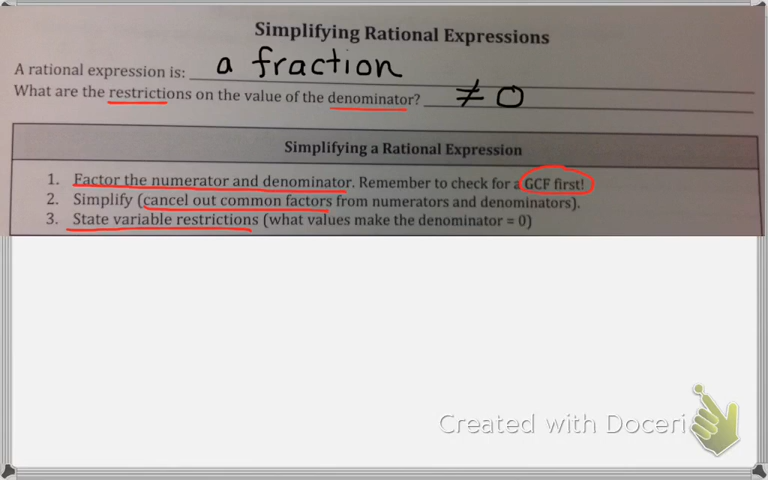 Simplifying Rational Expressions
A rational expression is: a fraction
What are the restrictions on the value of the denominator? ≠ 0
Simplifying a Rational Expression
1. Factor the numerator and denominator. Remember to check for a GCF first!
2. Simplify (cancel out common factors from numerators and denominators).
3. State variable restrictions (what values make the denominator = 0)
Created with Doceri